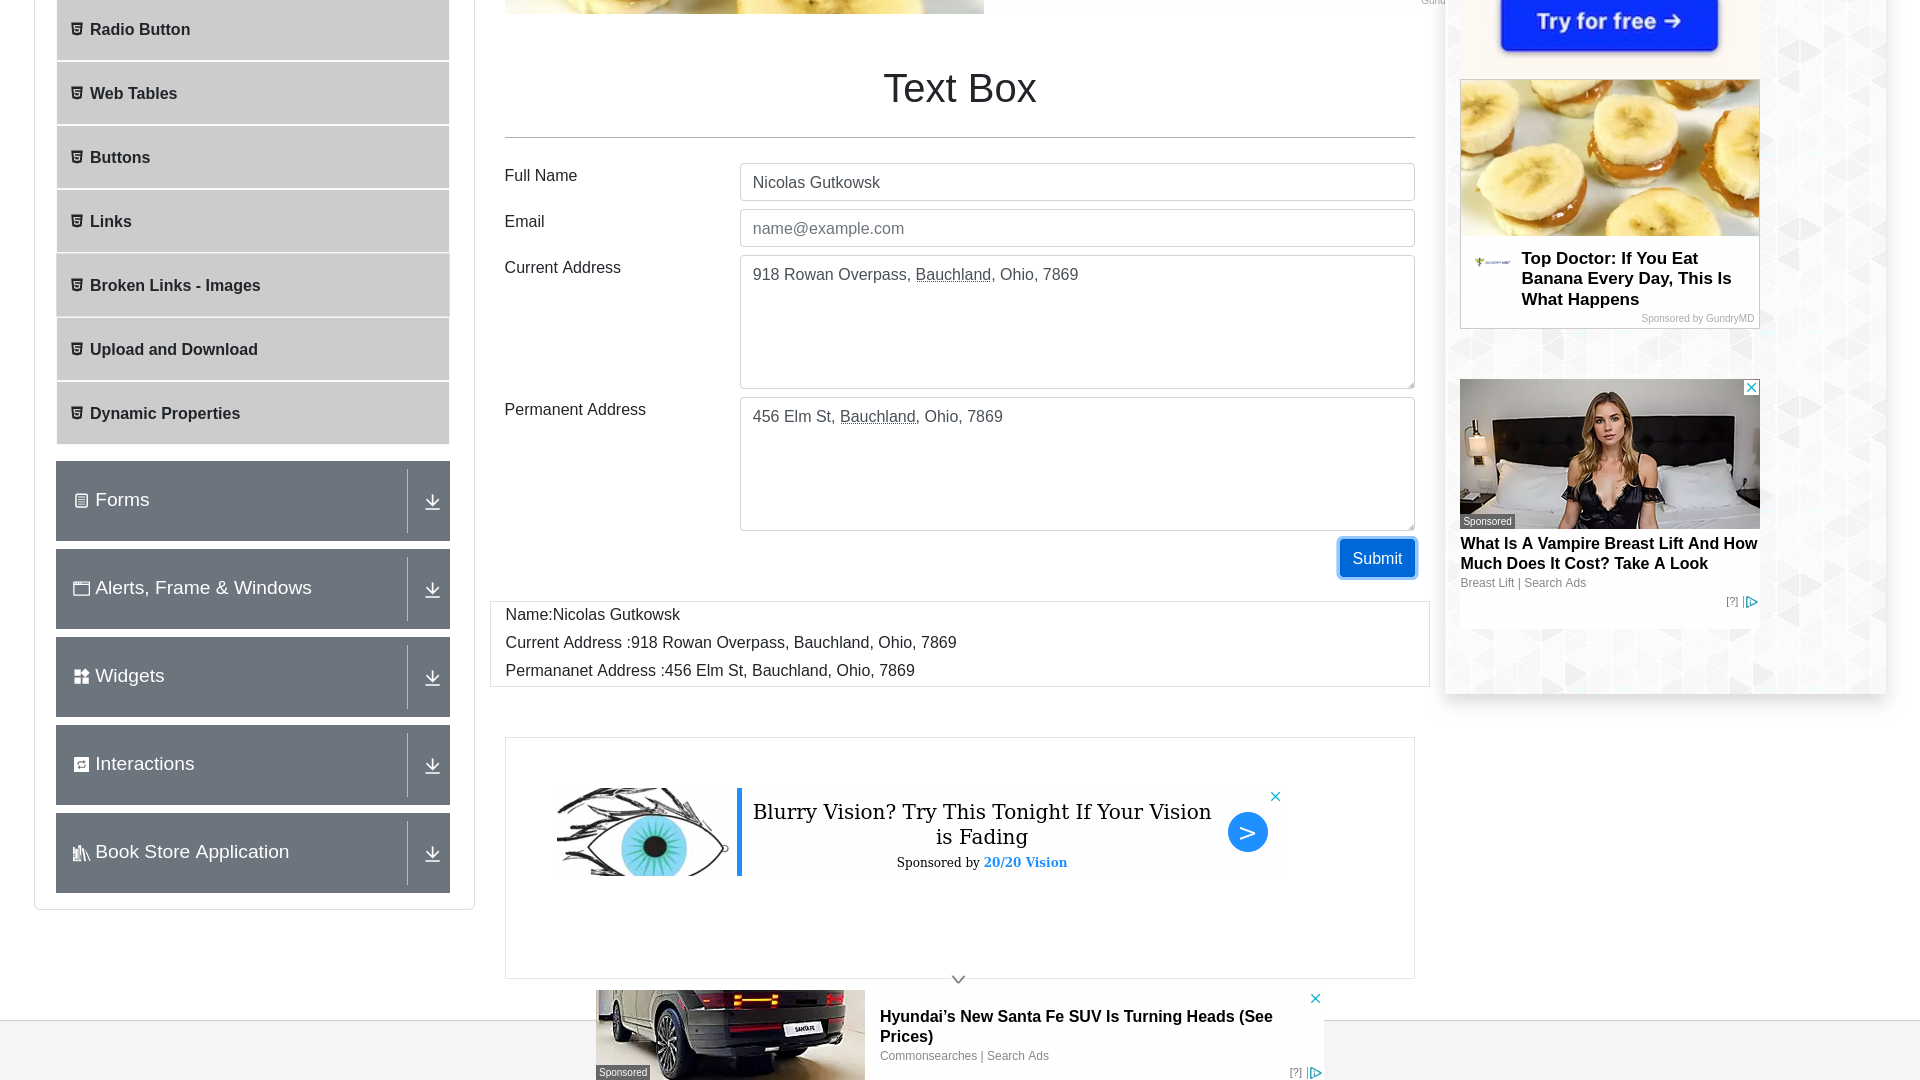 Radio Button
Web Tables
Buttons
Links
Broken Links - Images
Upload and Download
Dynamic Properties
Forms
Alerts, Frame & Windows
Widgets
Interactions
Book Store Application
Text Box
Full Name
Nicolas Gutkowsk
Email
name@example.com
Current Address
918 Rowan Overpass, Bauchland, Ohio, 7869
Permanent Address
456 Elm St, Bauchland, Ohio, 7869
Submit
Name:Nicolas Gutkowsk
Current Address :918 Rowan Overpass, Bauchland, Ohio, 7869
Permananet Address :456 Elm St, Bauchland, Ohio, 7869
Blurry Vision? Try This Tonight If Your Vision
is Fading
Sponsored by 20/20 Vision
>
Hyundai’s New Santa Fe SUV Is Turning Heads (See
Prices)
Commonsearches | Search Ads
SANTA FE
Sponsored
[?]
Try for free →
GUNDRY MD
Top Doctor: If You Eat
Banana Every Day, This Is
What Happens
Sponsored by GundryMD
Sponsored
What Is A Vampire Breast Lift And How
Much Does It Cost? Take A Look
Breast Lift | Search Ads
[?]